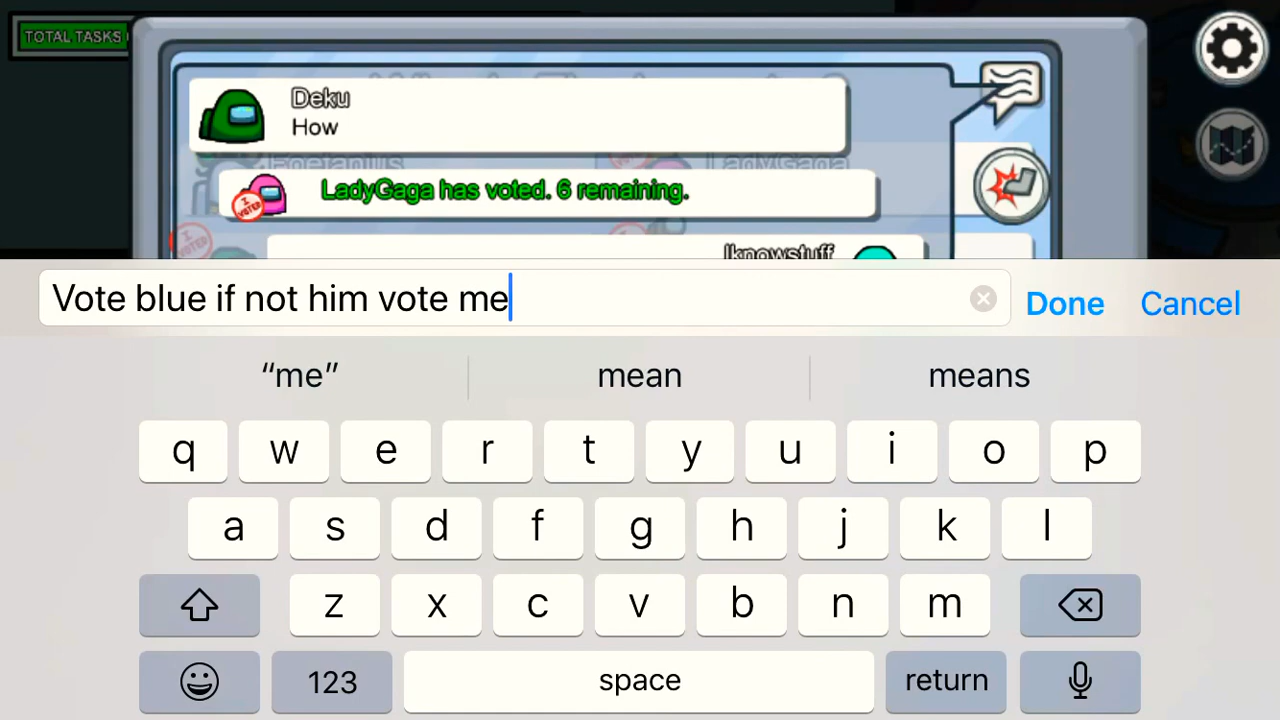 TOTAL TASKS
Deku
How
LadyGaga
LadyGaga has voted. 6 remaining.
Iknowstuff
Vote blue if not him vote me
Done
Cancel
“me”
mean
means
q w e r t y u i o p
a s d f g h j k l
z x c v b n m
123
space
return